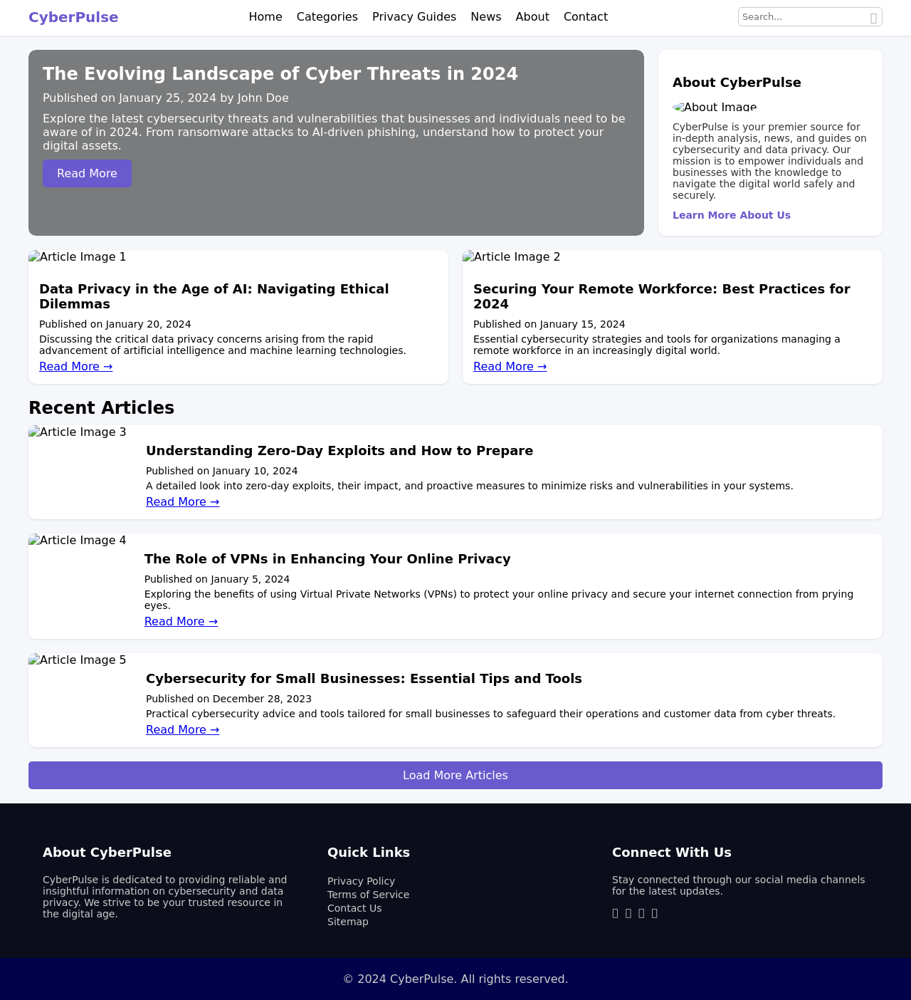 CyberPulse
Home Categories Privacy Guides News About Contact
Search...
The Evolving Landscape of Cyber Threats in 2024
Published on January 25, 2024 by John Doe
Explore the latest cybersecurity threats and vulnerabilities that businesses and individuals need to be
aware of in 2024. From ransomware attacks to AI-driven phishing, understand how to protect your
digital assets.
Read More
About CyberPulse
About Image
CyberPulse is your premier source for
in-depth analysis, news, and guides on
cybersecurity and data privacy. Our
mission is to empower individuals and
businesses with the knowledge to
navigate the digital world safely and
securely.
Learn More About Us
Article Image 1
Data Privacy in the Age of AI: Navigating Ethical
Dilemmas
Published on January 20, 2024
Discussing the critical data privacy concerns arising from the rapid
advancement of artificial intelligence and machine learning technologies.
Read More →
Article Image 2
Securing Your Remote Workforce: Best Practices for
2024
Published on January 15, 2024
Essential cybersecurity strategies and tools for organizations managing a
remote workforce in an increasingly digital world.
Read More →
Recent Articles
Article Image 3
Understanding Zero-Day Exploits and How to Prepare
Published on January 10, 2024
A detailed look into zero-day exploits, their impact, and proactive measures to minimize risks and vulnerabilities in your systems.
Read More →
Article Image 4
The Role of VPNs in Enhancing Your Online Privacy
Published on January 5, 2024
Exploring the benefits of using Virtual Private Networks (VPNs) to protect your online privacy and secure your internet connection from prying
eyes.
Read More →
Article Image 5
Cybersecurity for Small Businesses: Essential Tips and Tools
Published on December 28, 2023
Practical cybersecurity advice and tools tailored for small businesses to safeguard their operations and customer data from cyber threats.
Read More →
Load More Articles
About CyberPulse
CyberPulse is dedicated to providing reliable and
insightful information on cybersecurity and data
privacy. We strive to be your trusted resource in
the digital age.
Quick Links
Privacy Policy
Terms of Service
Contact Us
Sitemap
Connect With Us
Stay connected through our social media channels
for the latest updates.
© 2024 CyberPulse. All rights reserved.